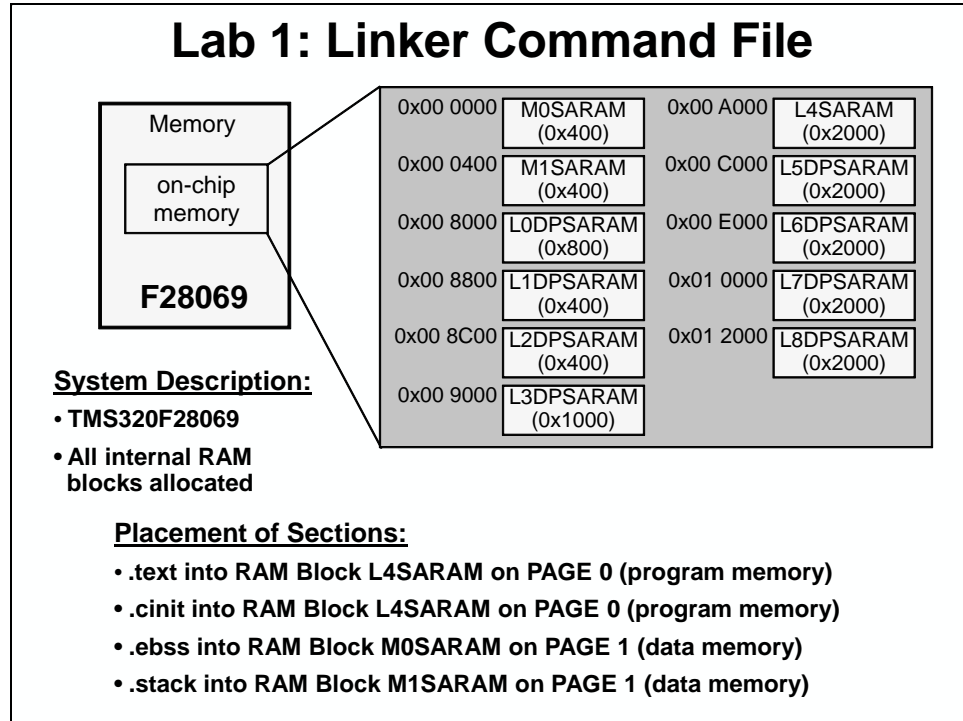 Lab 1: Linker Command File
Memory
on-chip
memory
F28069
0x00 0000
M0SARAM
(0x400)
0x00 0400
M1SARAM
(0x400)
0x00 8000
L0DPSARAM
(0x800)
0x00 8800
L1DPSARAM
(0x400)
0x00 8C00
L2DPSARAM
(0x400)
0x00 9000
L3DPSARAM
(0x1000)
0x00 A000
L4SARAM
(0x2000)
0x00 C000
L5DPSARAM
(0x2000)
0x00 E000
L6DPSARAM
(0x2000)
0x01 0000
L7DPSARAM
(0x2000)
0x01 2000
L8DPSARAM
(0x2000)
System Description:
• TMS320F28069
• All internal RAM
blocks allocated
Placement of Sections:
• .text into RAM Block L4SARAM on PAGE 0 (program memory)
• .cinit into RAM Block L4SARAM on PAGE 0 (program memory)
• .ebss into RAM Block M0SARAM on PAGE 1 (data memory)
• .stack into RAM Block M1SARAM on PAGE 1 (data memory)